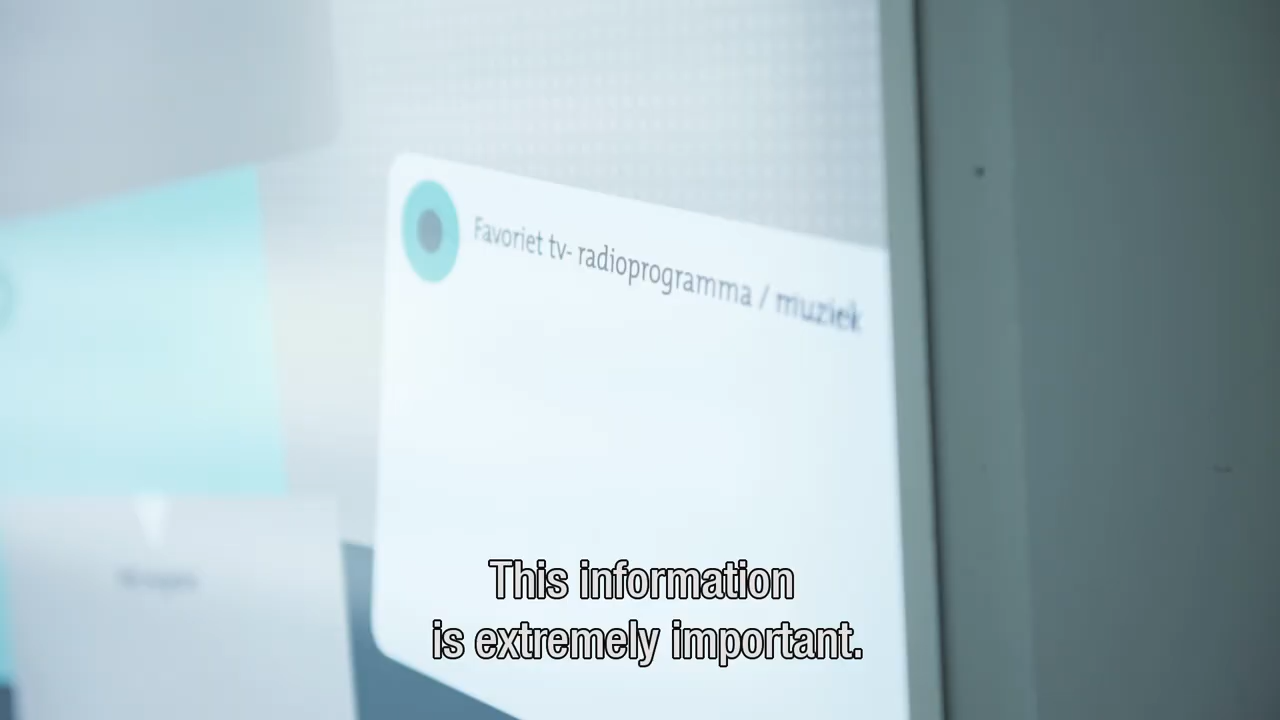 Favoriet tv- radioprogramma / muziek
This information
is extremely important.